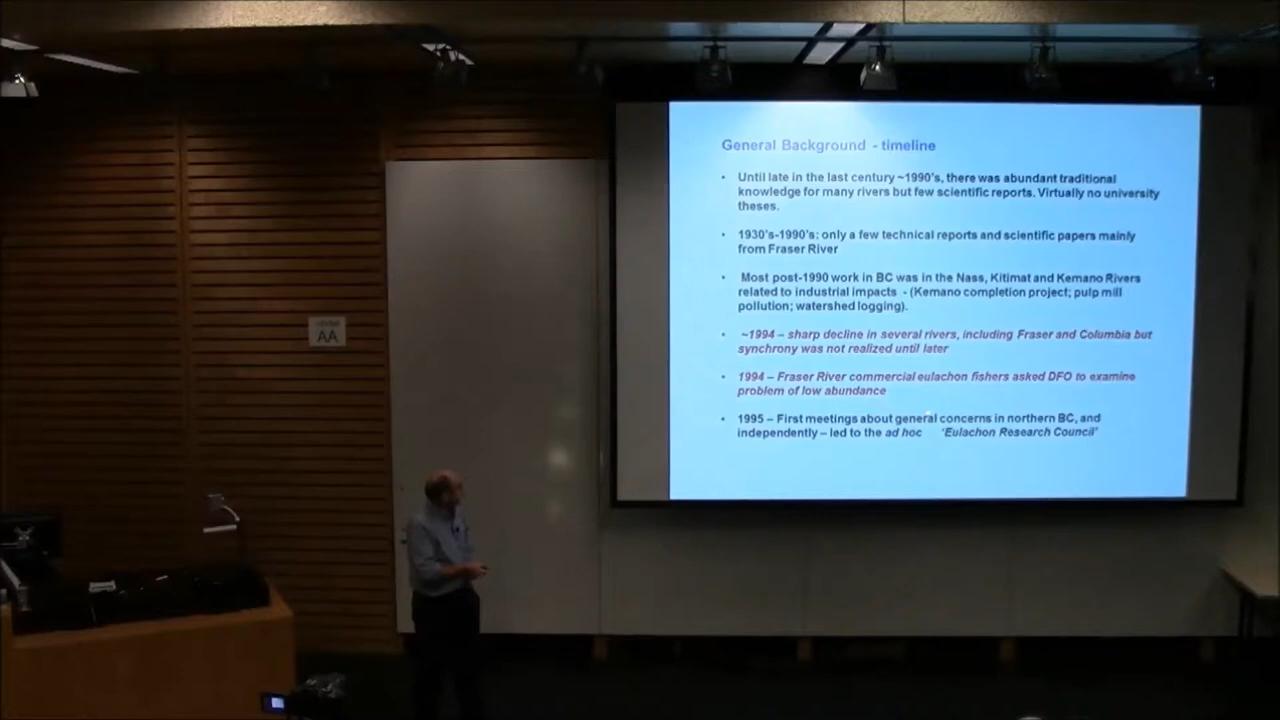 General Background - timeline
• Until late in the last century ~1990's, there was abundant traditional
knowledge for many rivers but few scientific reports. Virtually no university
theses.
• 1930's-1990's: only a few technical reports and scientific papers mainly
from Fraser River
• Most post-1990 work in BC was in the Nass, Kitimat and Kemano Rivers
related to industrial impacts - (Kemano completion project; pulp mill
pollution; watershed logging).
• ~1994 – sharp decline in several rivers, including Fraser and Columbia but
synchrony was not realized until later
• 1994 – Fraser River commercial eulachon fishers asked DFO to examine
problem of low abundance
• 1995 – First meetings about general concerns in northern BC, and
independently – led to the ad hoc 'Eulachon Research Council'
AA